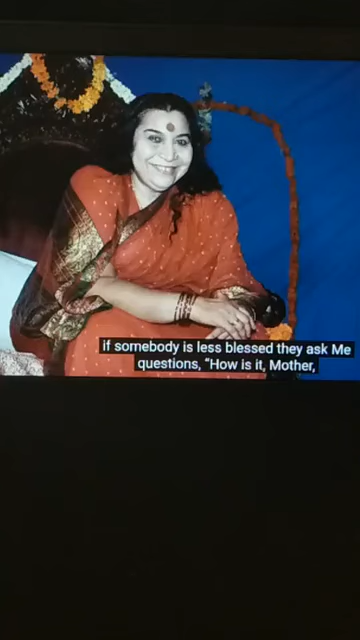 if somebody is less blessed they ask Me
questions, “How is it, Mother,